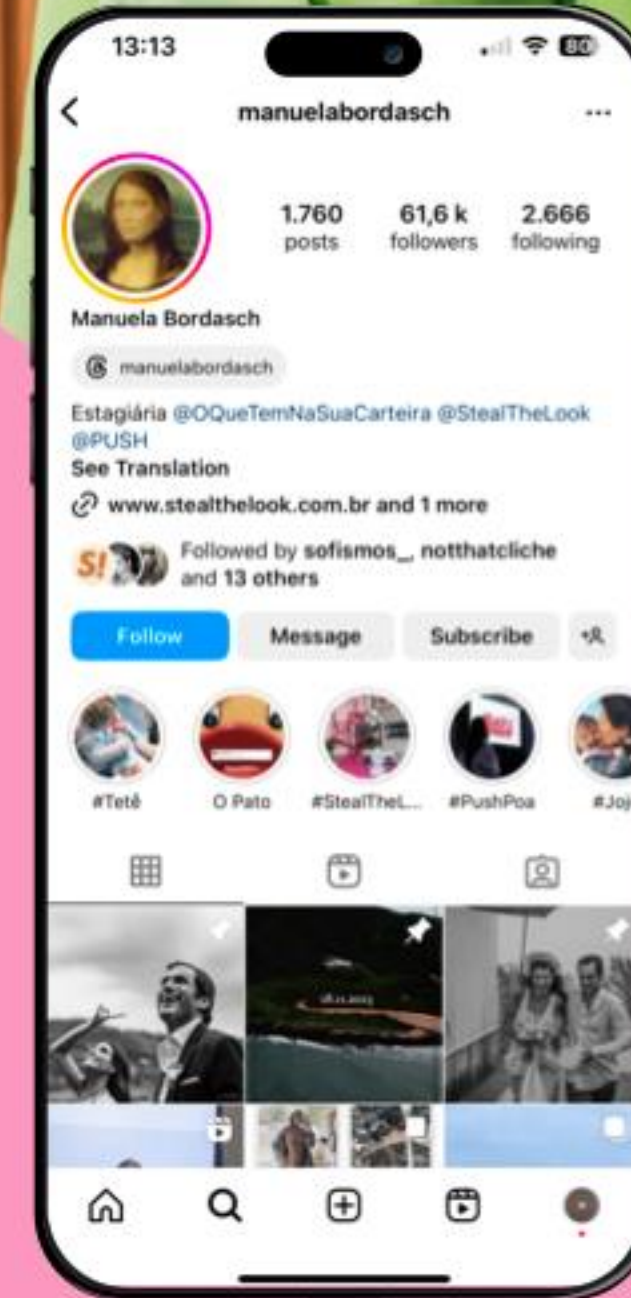 13:13
80
manuelabordasch
1.760
posts
61,6 k
followers
2.666
following
Manuela Bordasch
manuelabordasch
Estagiária @OQueTemNaSuaCarteira @StealTheLook
@PUSH
See Translation
www.stealthelook.com.br and 1 more
S!
Followed by sofismos_, notthatcliche
and 13 others
Follow
Message
Subscribe
#Tetê
O Pato
#StealTheL...
#PushPoa